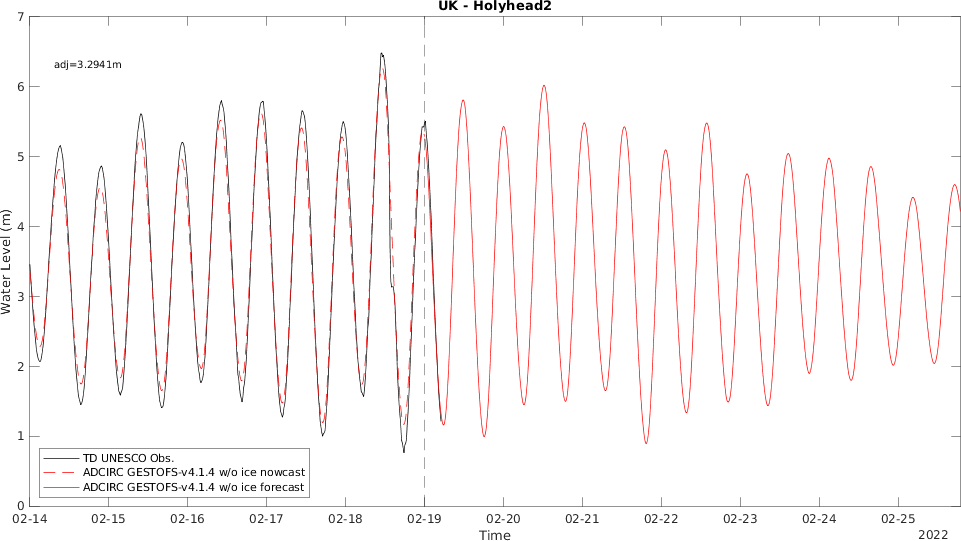 UK - Holyhead2
adj=3.2941m
Water Level (m)
7
6
5
4
3
2
1
0
TD UNESCO Obs.
ADCIRC GESTOFS-v4.1.4 w/o ice nowcast
ADCIRC GESTOFS-v4.1.4 w/o ice forecast
02-14 02-15 02-16 02-17 02-18 02-19 02-20 02-21 02-22 02-23 02-24 02-25
Time
2022